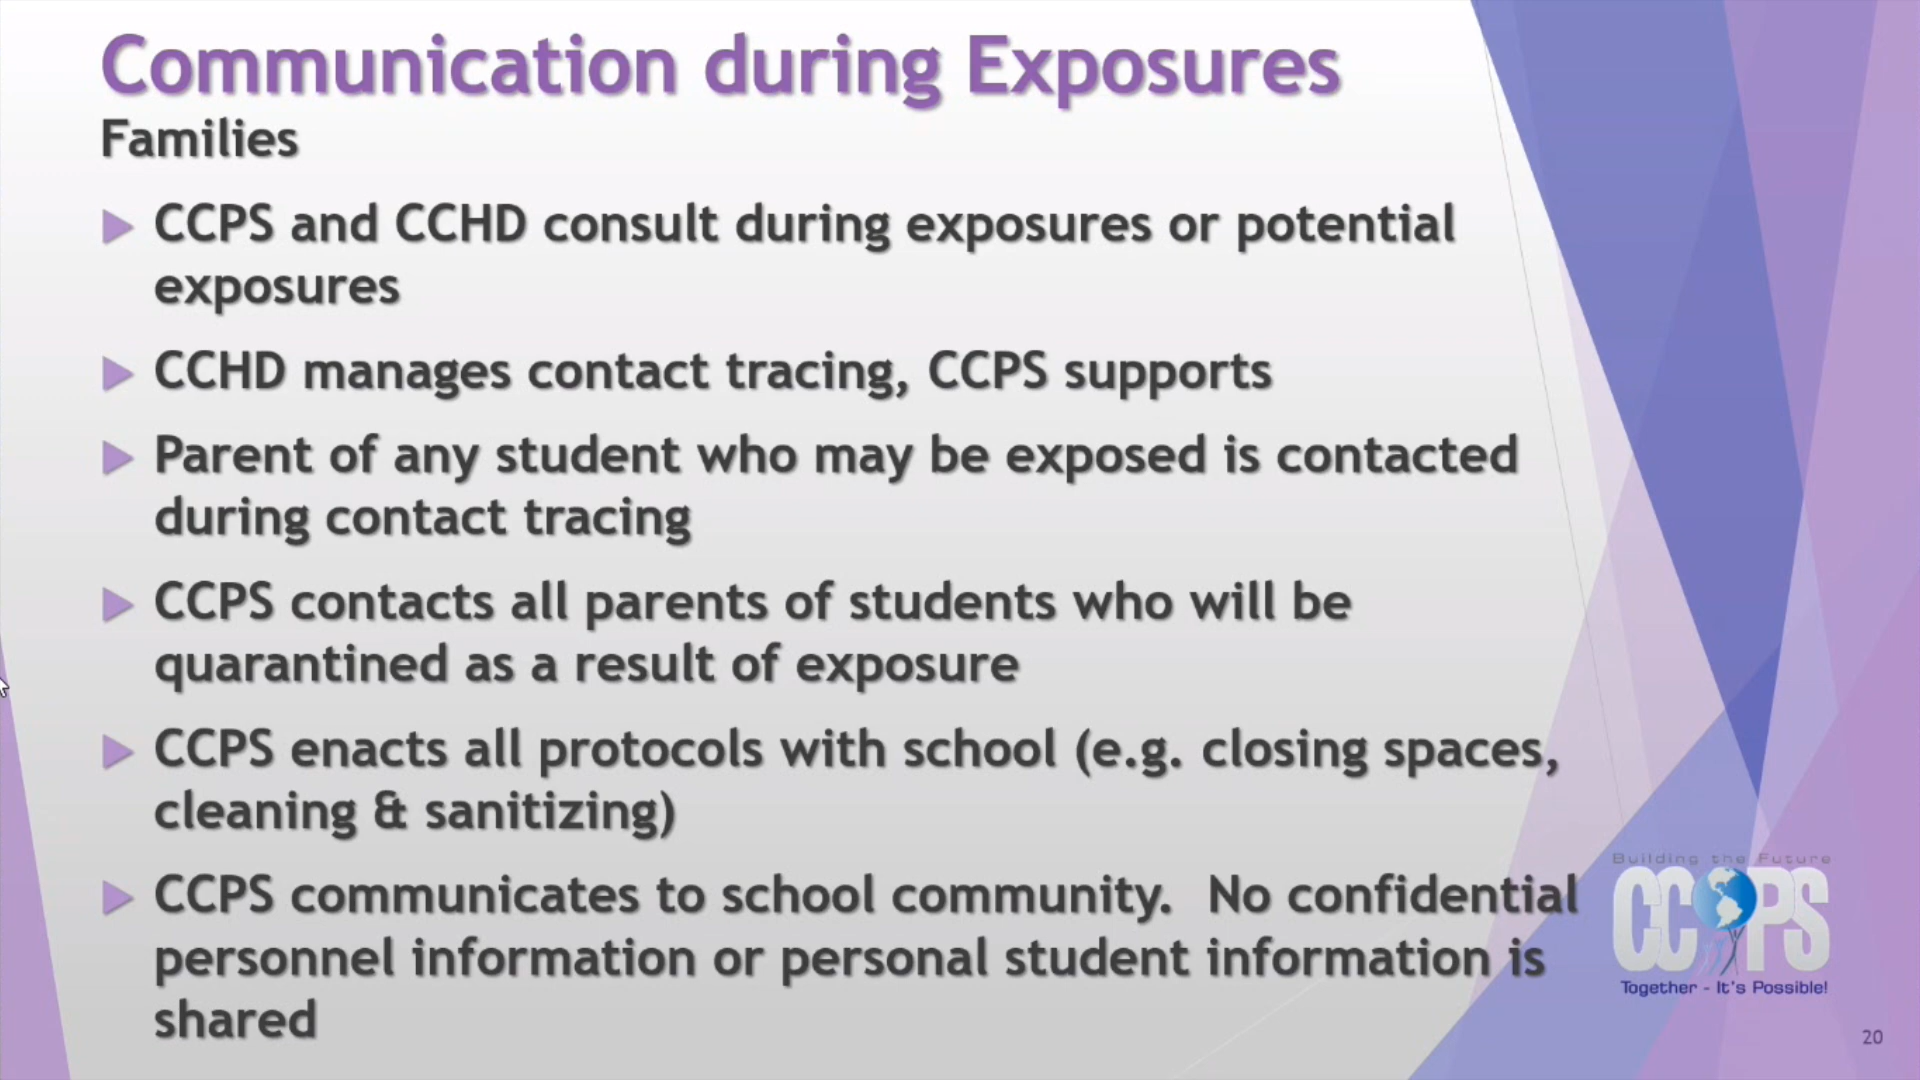 Communication during Exposures
Families
CCPS and CCHD consult during exposures or potential
exposures
CCHD manages contact tracing, CCPS supports
Parent of any student who may be exposed is contacted
during contact tracing
CCPS contacts all parents of students who will be
quarantined as a result of exposure
CCPS enacts all protocols with school (e.g. closing spaces,
cleaning & sanitizing)
CCPS communicates to school community.  No confidential
personnel information or personal student information is
shared
Building the Future
CCPS
Together - It's Possible!
20